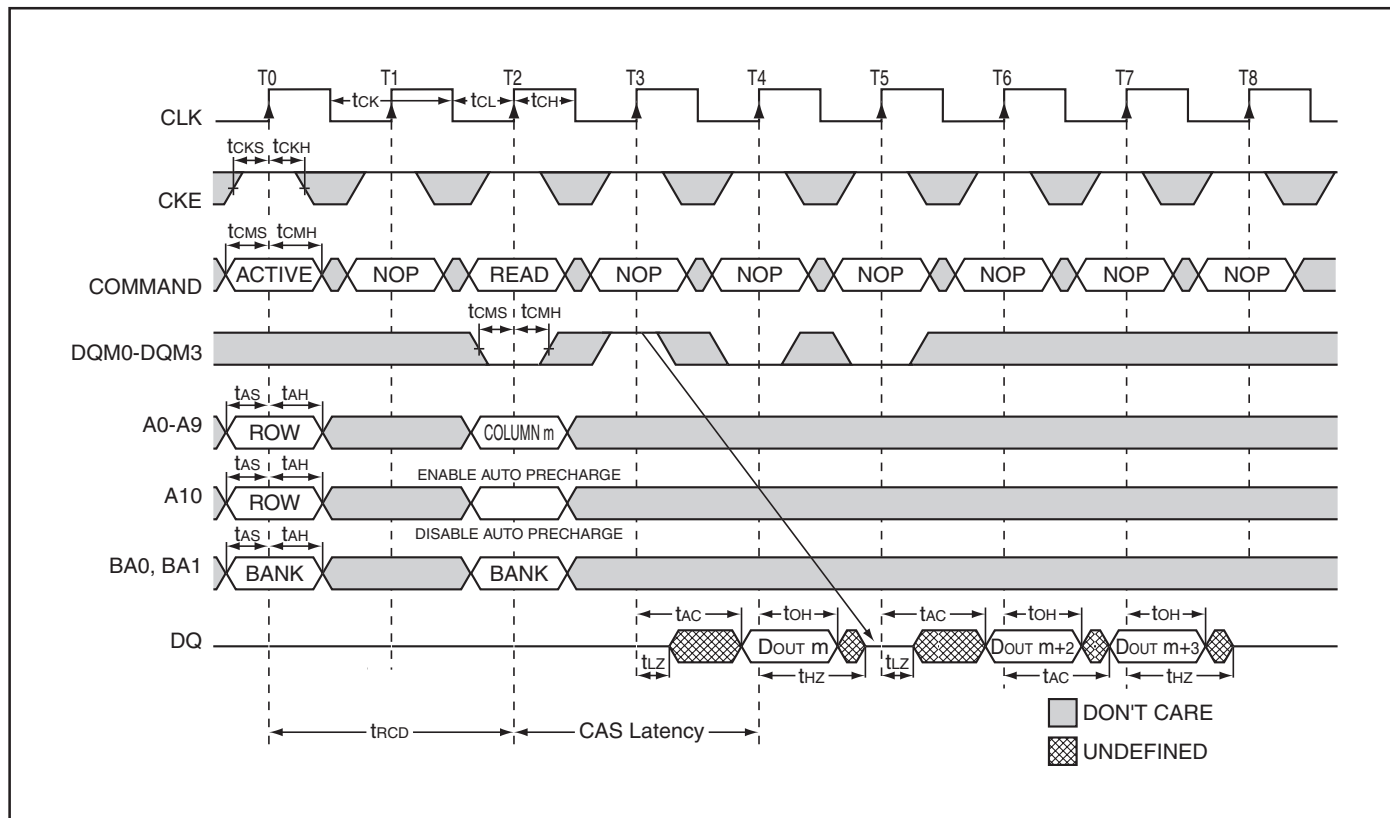 T0 T1 T2 T3 T4 T5 T6 T7 T8
tCK tCL tCH
CLK
tCKS tCKH
CKE
tCMS tCMH
ACTIVE NOP READ NOP NOP NOP NOP NOP NOP
COMMAND
tCMS tCMH
DQM0-DQM3
tAS tAH
A0-A9 ROW COLUMN m
tAS tAH ENABLE AUTO PRECHARGE
A10 ROW
tAS tAH DISABLE AUTO PRECHARGE
BA0, BA1 BANK BANK
tAC tOH tAC tOH tOH
DQ DOUT m DOUT m+2 DOUT m+3
tLZ tHZ tLZ tAC tHZ
DON'T CARE
tRCD CAS Latency
UNDEFINED